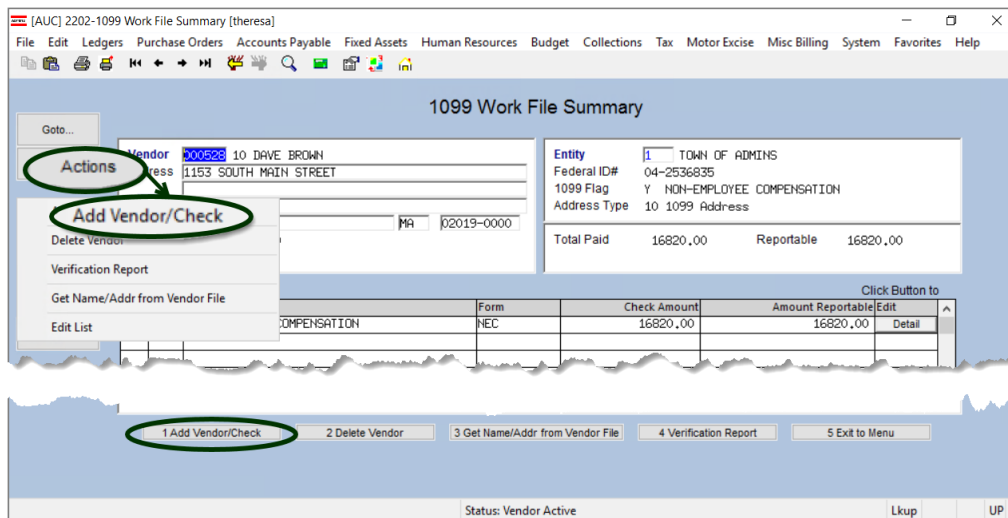 [AUC] 2202-1099 Work File Summary [theresa]
File Edit Ledgers Purchase Orders Accounts Payable Fixed Assets Human Resources Budget Collections Tax Motor Excise Misc Billing System Favorites Help
1099 Work File Summary
Goto...
Actions
Vendor 000528 10 DAVE BROWN
ress 1153 SOUTH MAIN STREET
MA 02019-0000
Entity 1 TOWN OF ADMINS
Federal ID# 04-2536835
1099 Flag Y NON-EMPLOYEE COMPENSATION
Address Type 10 1099 Address
Total Paid 16820.00 Reportable 16820.00
Add Vendor/Check
Delete Vendor
Verification Report
Get Name/Addr from Vendor File
Edit List
Click Button to
Form Check Amount Amount Reportable Edit
COMPENSATION NEC 16820.00 16820.00 Detail
1 Add Vendor/Check 2 Delete Vendor 3 Get Name/Addr from Vendor File 4 Verification Report 5 Exit to Menu
Status: Vendor Active Lkup UP